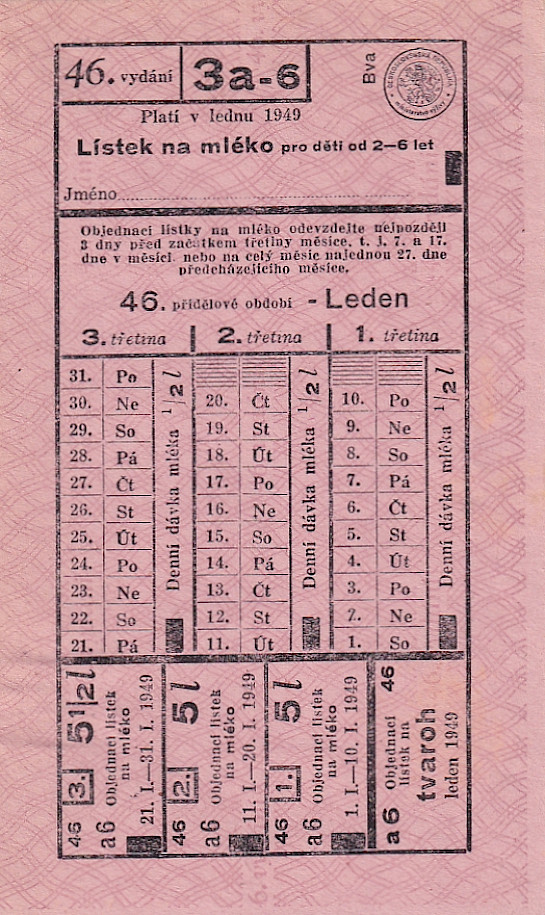 46. vydání
3a-6
Bva
ČESKOSLOVENSKÁ REPUBLIKA
MINISTERSTVO VÝŽIVY
Platí v lednu 1949
Lístek na mléko pro děti od 2—6 let
Jméno
Objednací lístky na mléko odevzdejte nejpozději
3 dny před začátkem třetiny měsíce, t. j. 7. a 17.
dne v měsíci, nebo na celý měsíc najednou 27. dne
předcházejícího měsíce.
46. přídělové období - Leden
3. třetina
2. třetina
1. třetina
31. Po
30. Ne
29. So
28. Pá
27. Čt
26. St
25. Út
24. Po
23. Ne
22. So
21. Pá
Denní dávka mléka 1/2 l
20. Čt
19. St
18. Út
17. Po
16. Ne
15. So
14. Pá
13. Čt
12. St
11. Út
Denní dávka mléka 1/2 l
10. Po
9. Ne
8. So
7. Pá
6. Čt
5. St
4. Út
3. Po
2. Ne
1. So
Denní dávka mléka 1/2 l
46 3. 5 1/2 l
a6 Objednací lístek
na mléko
21. I.—31. I. 1949
46 2. 5 l
a6 Objednací lístek
na mléko
11. I.—20. I. 1949
46 1. 5 l
a6 Objednací lístek
na mléko
1. I.—10. I. 1949
a6 Objednací 46
lístek na
tvaroh
leden 1949